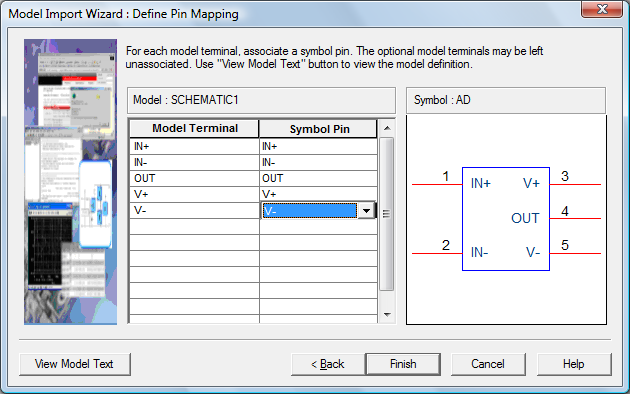 Model Import Wizard : Define Pin Mapping
For each model terminal, associate a symbol pin. The optional model terminals may be left
unassociated. Use "View Model Text" button to view the model definition.
Model : SCHEMATIC1
Symbol : AD
Model Terminal Symbol Pin
IN+ IN+
IN- IN-
OUT OUT
V+ V+
V- V-
1 IN+ V+ 3
OUT 4
2 IN- V- 5
View Model Text
< Back
Finish
Cancel
Help